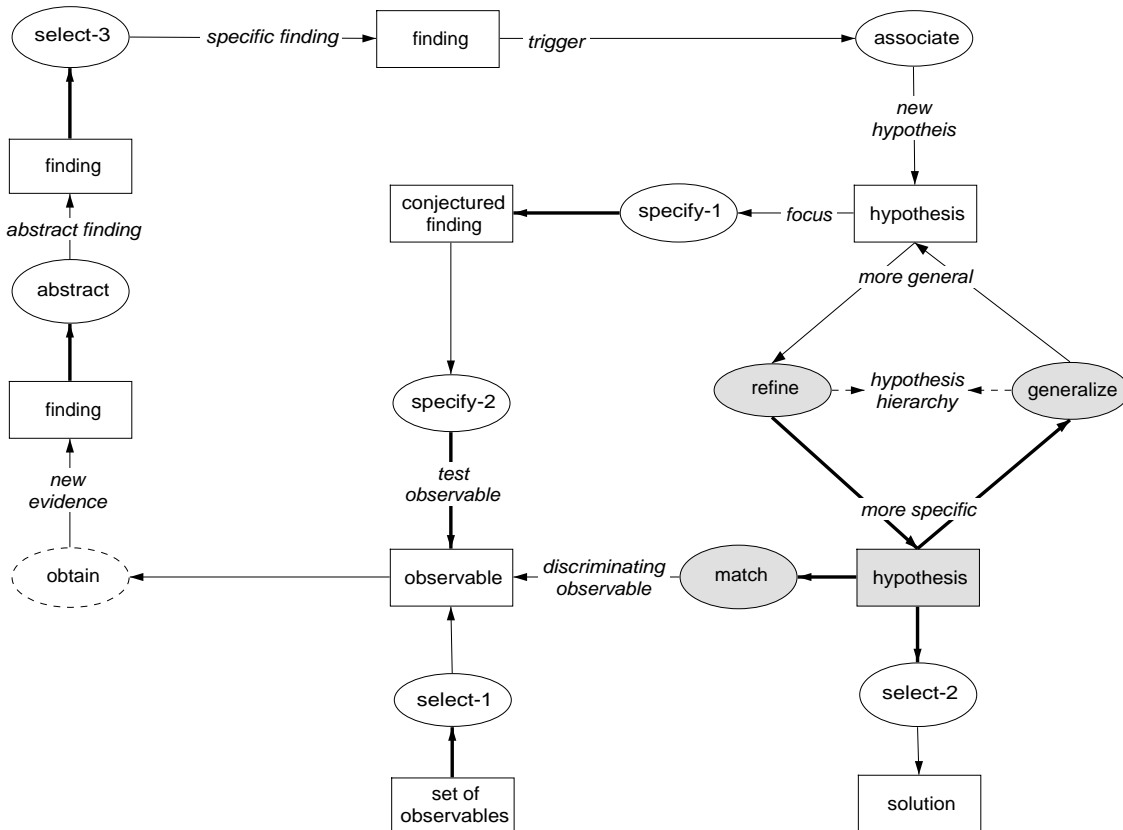 select-3
specific finding
finding
trigger
associate
new
hypotheis
finding
conjectured
finding
specify-1
focus
hypothesis
abstract finding
more general
abstract
refine
hypothesis
hierarchy
generalize
finding
specify-2
new
evidence
test
observable
more specific
obtain
observable
discriminating
observable
match
hypothesis
select-1
select-2
set of
observables
solution